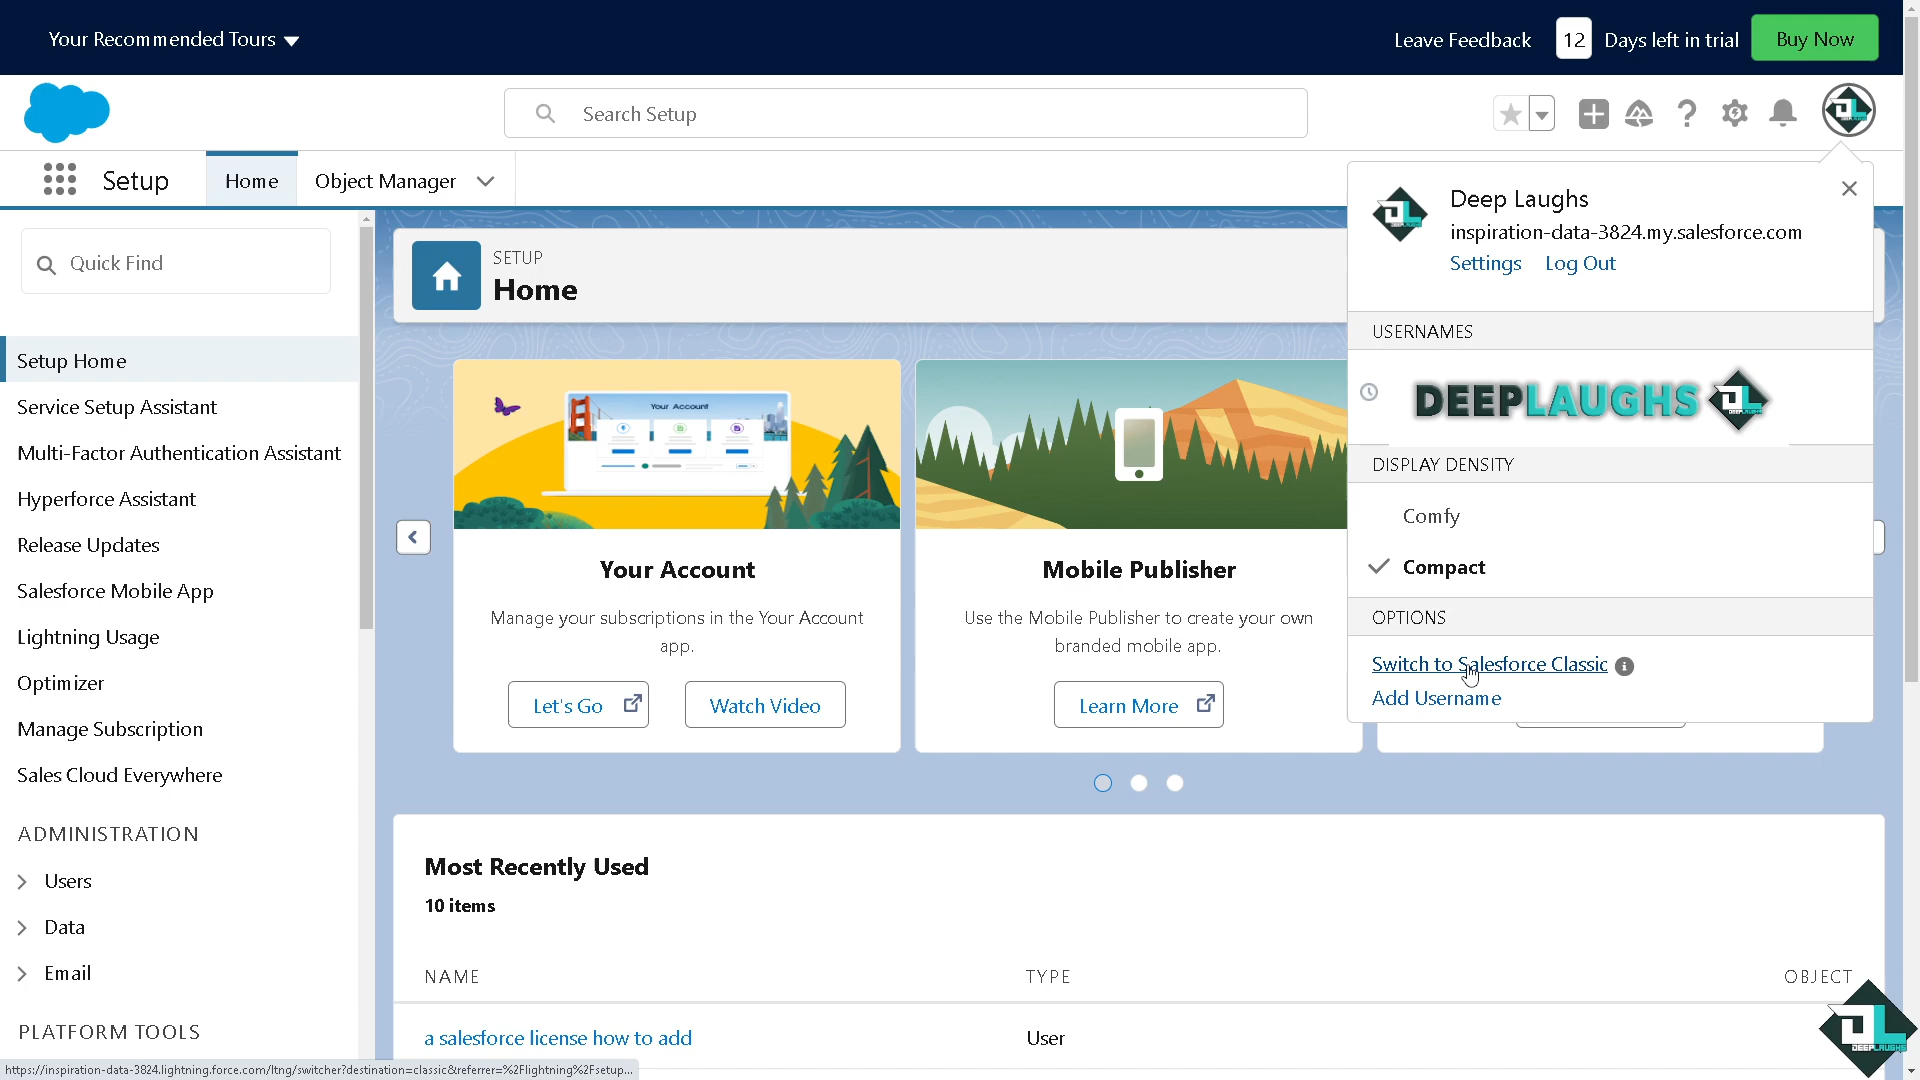 Your Recommended Tours
Leave Feedback
12
Days left in trial
Buy Now
Search Setup
Setup
Home
Object Manager
Quick Find
Setup Home
Service Setup Assistant
Multi-Factor Authentication Assistant
Hyperforce Assistant
Release Updates
Salesforce Mobile App
Lightning Usage
Optimizer
Manage Subscription
Sales Cloud Everywhere
ADMINISTRATION
Users
Data
Email
PLATFORM TOOLS
SETUP
Home
Your Account
Your Account
Manage your subscriptions in the Your Account
app.
Let's Go
Watch Video
Mobile Publisher
Use the Mobile Publisher to create your own
branded mobile app.
Learn More
Deep Laughs
inspiration-data-3824.my.salesforce.com
Settings
Log Out
USERNAMES
DEEPLAUGHS
DISPLAY DENSITY
Comfy
Compact
OPTIONS
Switch to Salesforce Classic
Add Username
Most Recently Used
10 items
NAME
TYPE
OBJECT
a salesforce license how to add
User
DEEPLAUGHS
https://inspiration-data-3824.lightning.force.com/ltng/switcher?destination=classic&referrer=%2Flightning%2Fsetup...